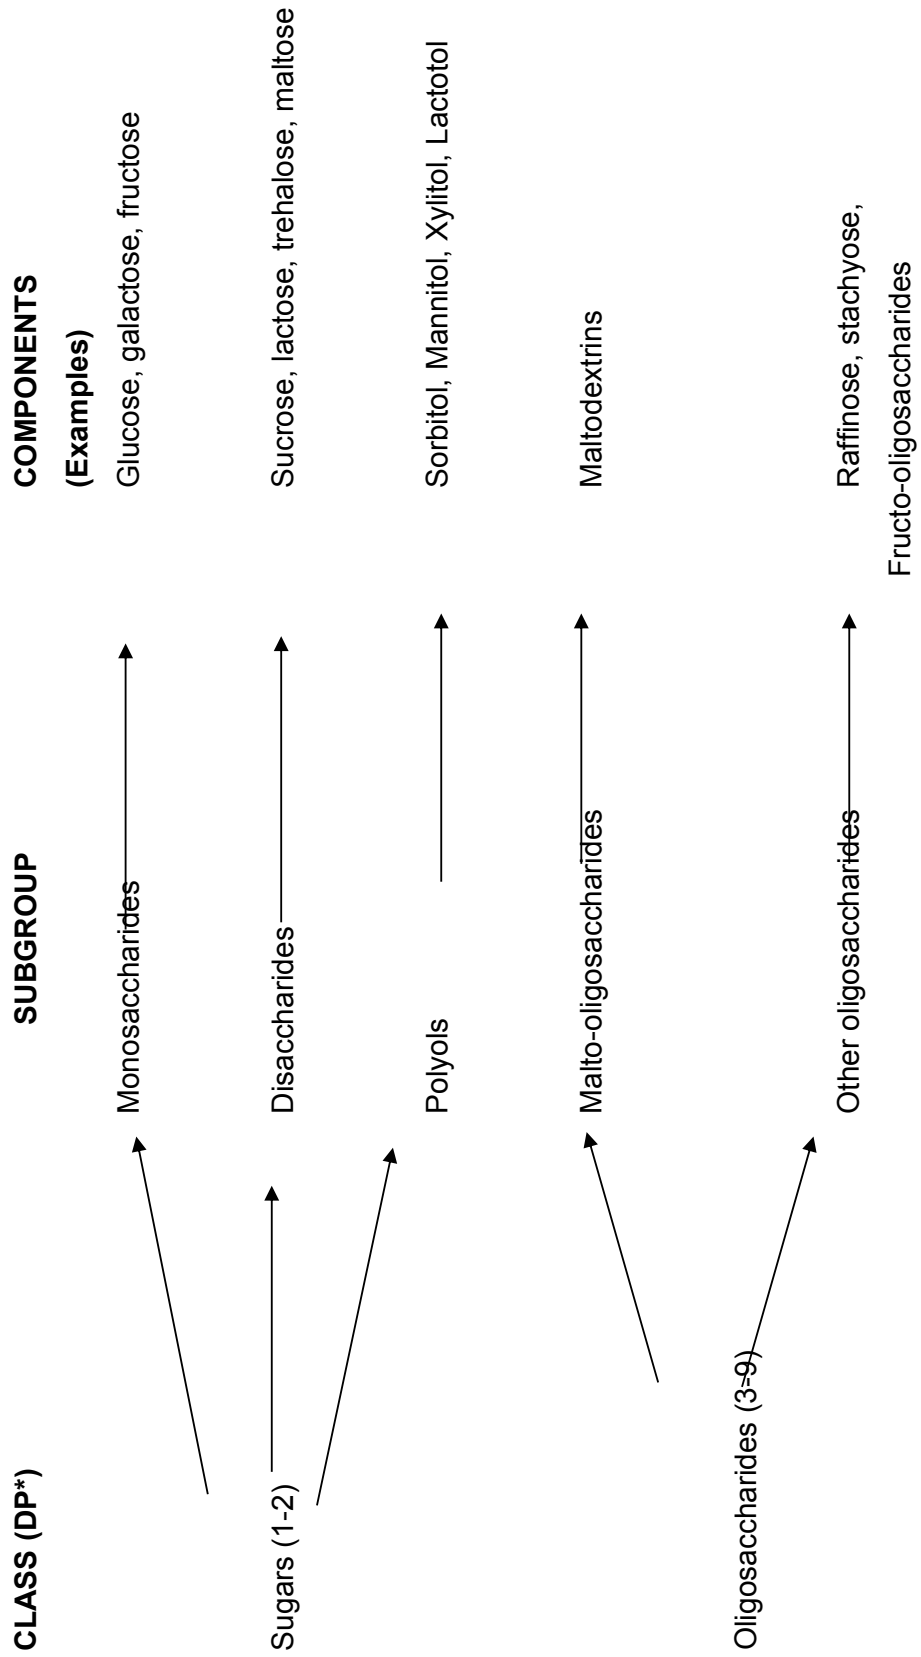 CLASS (DP*) SUBGROUP COMPONENTS
(Examples)
Monosaccharides Glucose, galactose, fructose
Sugars (1-2) Disaccharides Sucrose, lactose, trehalose, maltose
Polyols Sorbitol, Mannitol, Xylitol, Lactotol
Malto-oligosaccharides Maltodextrins
Oligosaccharides (3-9)
Other oligosaccharides Raffinose, stachyose,
Fructo-oligosaccharides